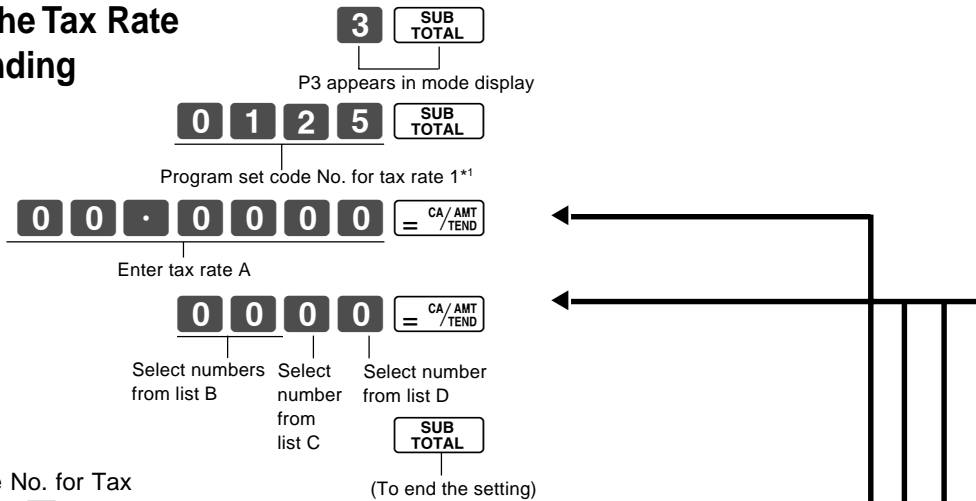 he Tax Rate
nding
3 SUB TOTAL
P3 appears in mode display
0 1 2 5 SUB TOTAL
Program set code No. for tax rate 1*1
0 0 · 0 0 0 0 = CA/AMT/TEND
Enter tax rate A
0 0 0 0 = CA/AMT/TEND
Select numbers from list B
Select number from list C
Select number from list D
SUB TOTAL
(To end the setting)
No. for Tax